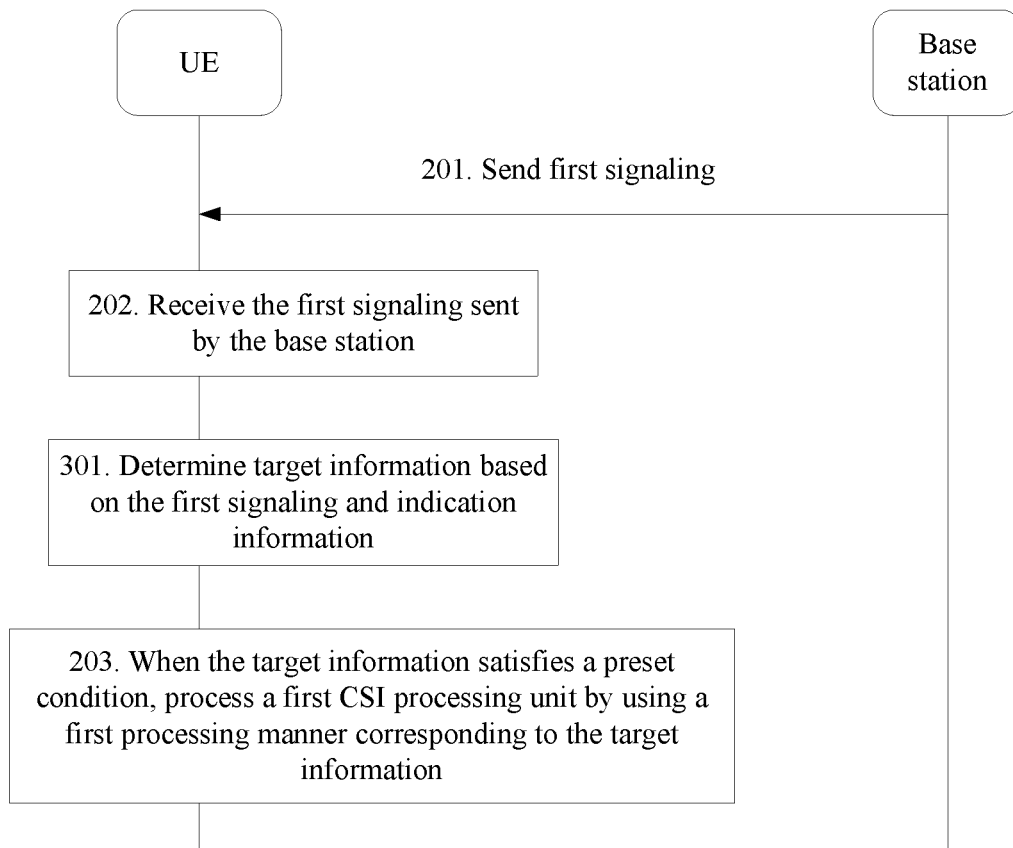 UE
Base
station
201. Send first signaling
202. Receive the first signaling sent
by the base station
301. Determine target information based
on the first signaling and indication
information
203. When the target information satisfies a preset
condition, process a first CSI processing unit by using a
first processing manner corresponding to the target
information